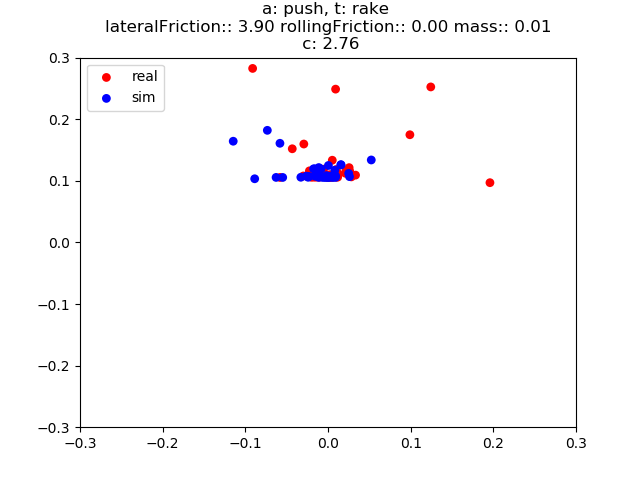 a: push, t: rake
lateralFriction:: 3.90 rollingFriction:: 0.00 mass:: 0.01
c: 2.76
real
sim
0.3
0.2
0.1
0.0
−0.1
−0.2
−0.3
−0.3 −0.2 −0.1 0.0 0.1 0.2 0.3